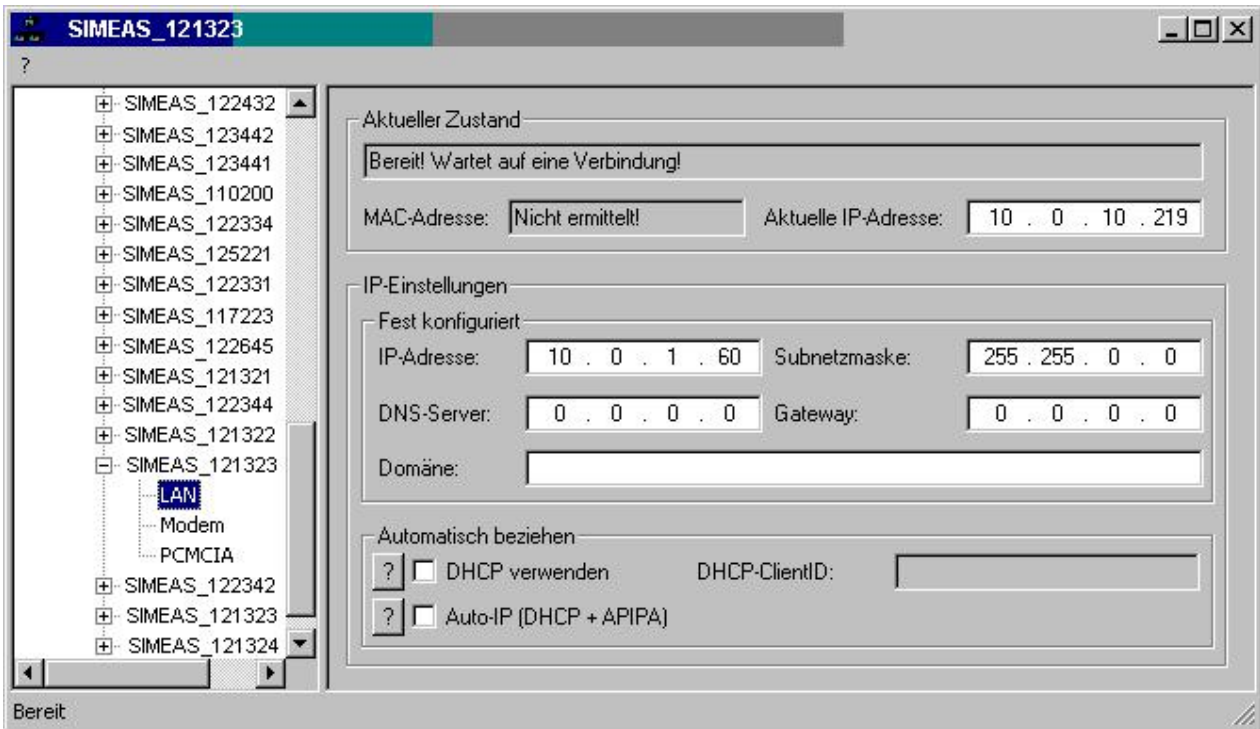 SIMEAS_121323
?
SIMEAS_122432
SIMEAS_123442
SIMEAS_123441
SIMEAS_110200
SIMEAS_122334
SIMEAS_125221
SIMEAS_122331
SIMEAS_117223
SIMEAS_122645
SIMEAS_121321
SIMEAS_122344
SIMEAS_121322
SIMEAS_121323
LAN
Modem
PCMCIA
SIMEAS_122342
SIMEAS_121323
SIMEAS_121324
Aktueller Zustand
Bereit! Wartet auf eine Verbindung!
MAC-Adresse: Nicht ermittelt! Aktuelle IP-Adresse: 10 . 0 . 10 . 219
IP-Einstellungen
Fest konfiguriert
IP-Adresse: 10 . 0 . 1 . 60 Subnetzmaske: 255 . 255 . 0 . 0
DNS-Server: 0 . 0 . 0 . 0 Gateway: 0 . 0 . 0 . 0
Domäne:
Automatisch beziehen
? DHCP verwenden DHCP-ClientID:
? Auto-IP (DHCP + APIPA)
Bereit